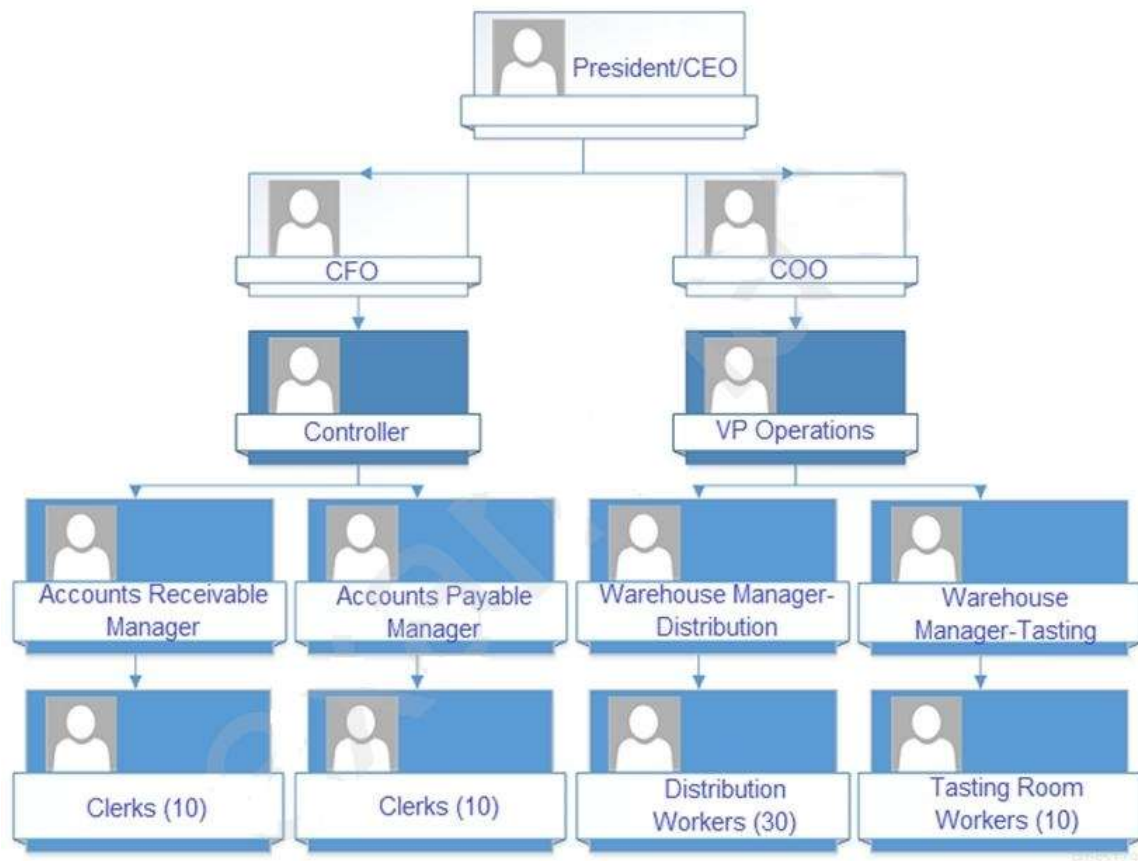 President/CEO
CFO
COO
Controller
VP Operations
Accounts Receivable
Manager
Accounts Payable
Manager
Warehouse Manager-
Distribution
Warehouse
Manager-Tasting
Clerks (10)
Clerks (10)
Distribution
Workers (30)
Tasting Room
Workers (10)